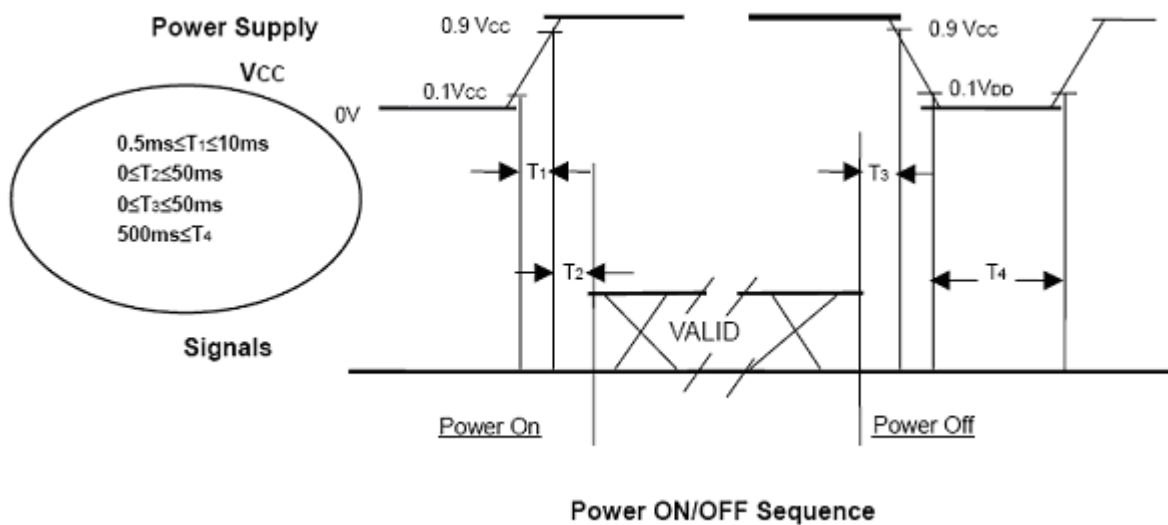 Power Supply
VCC
0.9 VCC
0.9 VCC
0.1VCC
0.1VDD
0V
0.5ms≤T1≤10ms
0≤T2≤50ms
0≤T3≤50ms
500ms≤T4
T1
T3
T2
T4
VALID
Signals
Power On
Power Off
Power ON/OFF Sequence